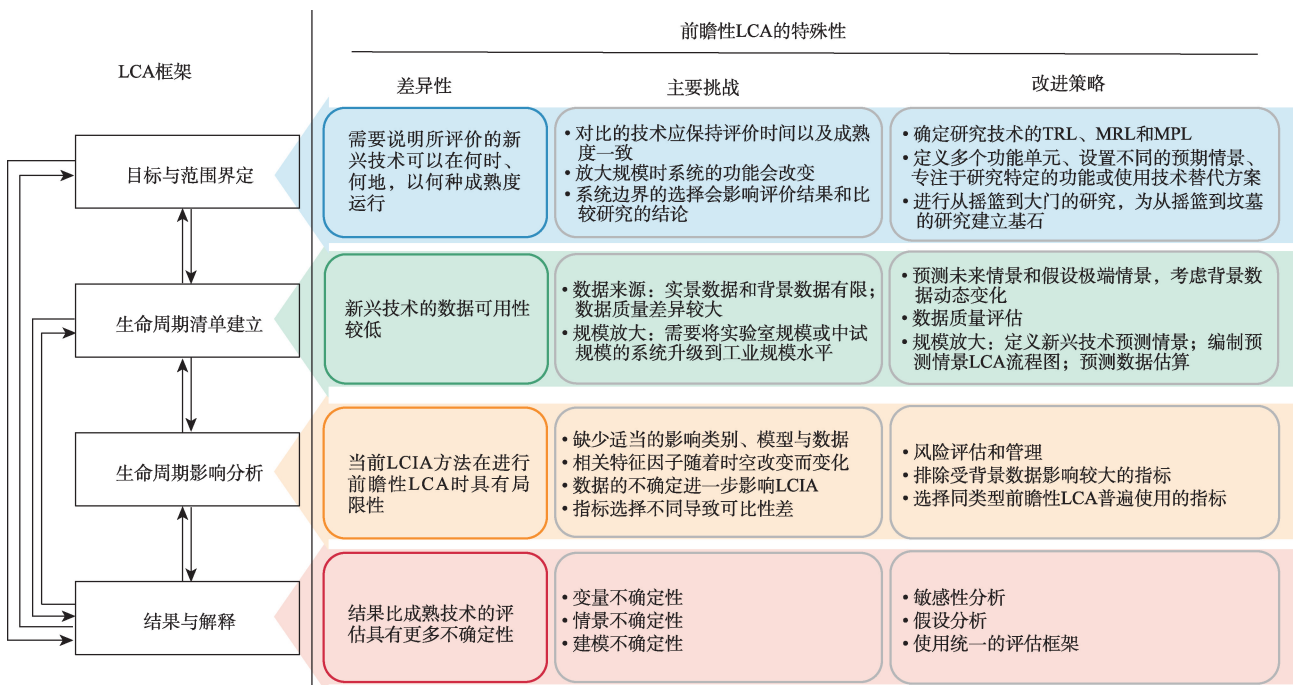 前瞻性LCA的特殊性
LCA框架
差异性
主要挑战
改进策略
目标与范围界定
需要说明所评价的新
兴技术可以在何时、
何地，以何种成熟度
运行
• 对比的技术应保持评价时间以及成熟
度一致
• 放大规模时系统的功能会改变
• 系统边界的选择会影响评价结果和比
较研究的结论
• 确定研究技术的TRL、MRL和MPL
• 定义多个功能单元、设置不同的预期情景、
专注于研究特定的功能或使用技术替代方案
• 进行从摇篮到大门的研究，为从摇篮到坟墓
的研究建立基石
生命周期清单建立
新兴技术的数据可用性
较低
• 数据来源：实景数据和背景数据有限；
数据质量差异较大
• 规模放大：需要将实验室规模或中试
规模的系统升级到工业规模水平
• 预测未来情景和假设极端情景，考虑背景数
据动态变化
• 数据质量评估
• 规模放大：定义新兴技术预测情景；编制预
测情景LCA流程图；预测数据估算
生命周期影响分析
当前LCIA方法在进行
前瞻性LCA时具有局
限性
• 缺少适当的影响类别、模型与数据
• 相关特征因子随着时空改变而变化
• 数据的不确定进一步影响LCIA
• 指标选择不同导致可比性差
• 风险评估和管理
• 排除受背景数据影响较大的指标
• 选择同类型前瞻性LCA普遍使用的指标
结果与解释
结果比成熟技术的评
估具有更多不确定性
• 变量不确定性
• 情景不确定性
• 建模不确定性
• 敏感性分析
• 假设分析
• 使用统一的评估框架